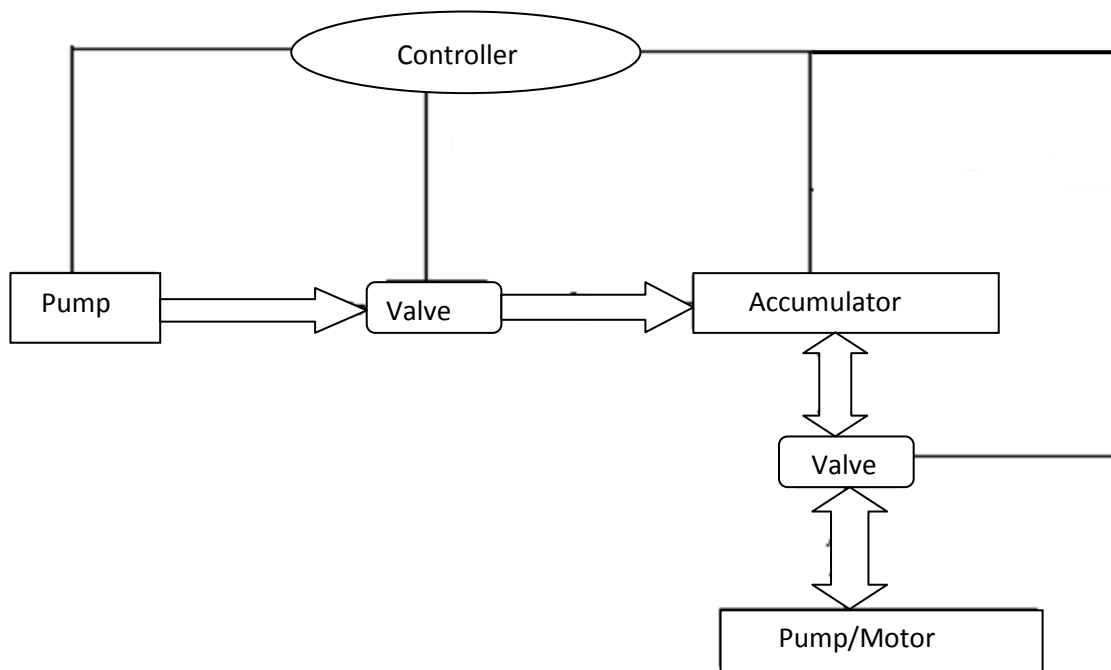 Controller
Pump
Valve
Accumulator
Valve
Pump/Motor